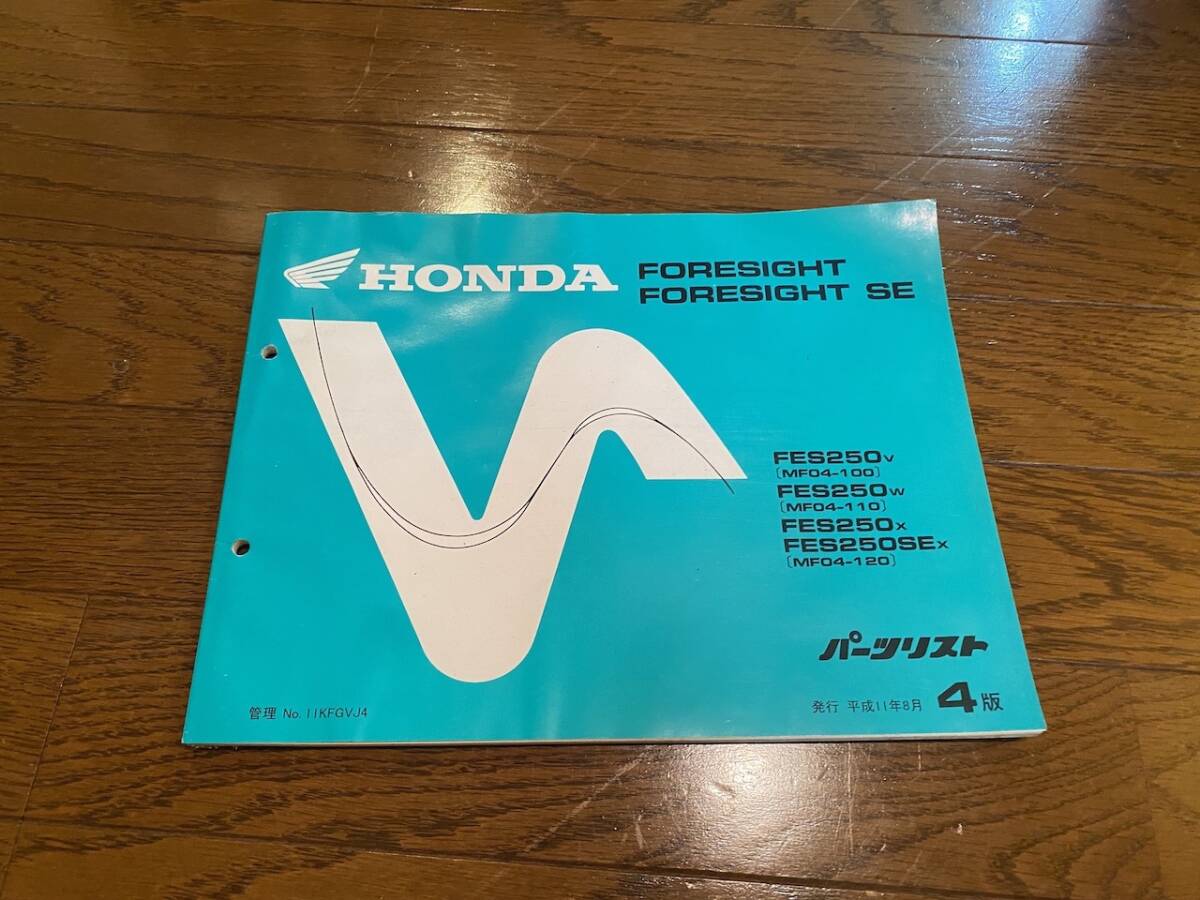 HONDA
FORESIGHT
FORESIGHT SE
FES250V
〔MF04-100〕
FES250W
〔MF04-110〕
FES250X
FES250SEX
〔MF04-120〕
パーツリスト
管理 No. 11KFGVJ4
発行 平成11年8月 4版